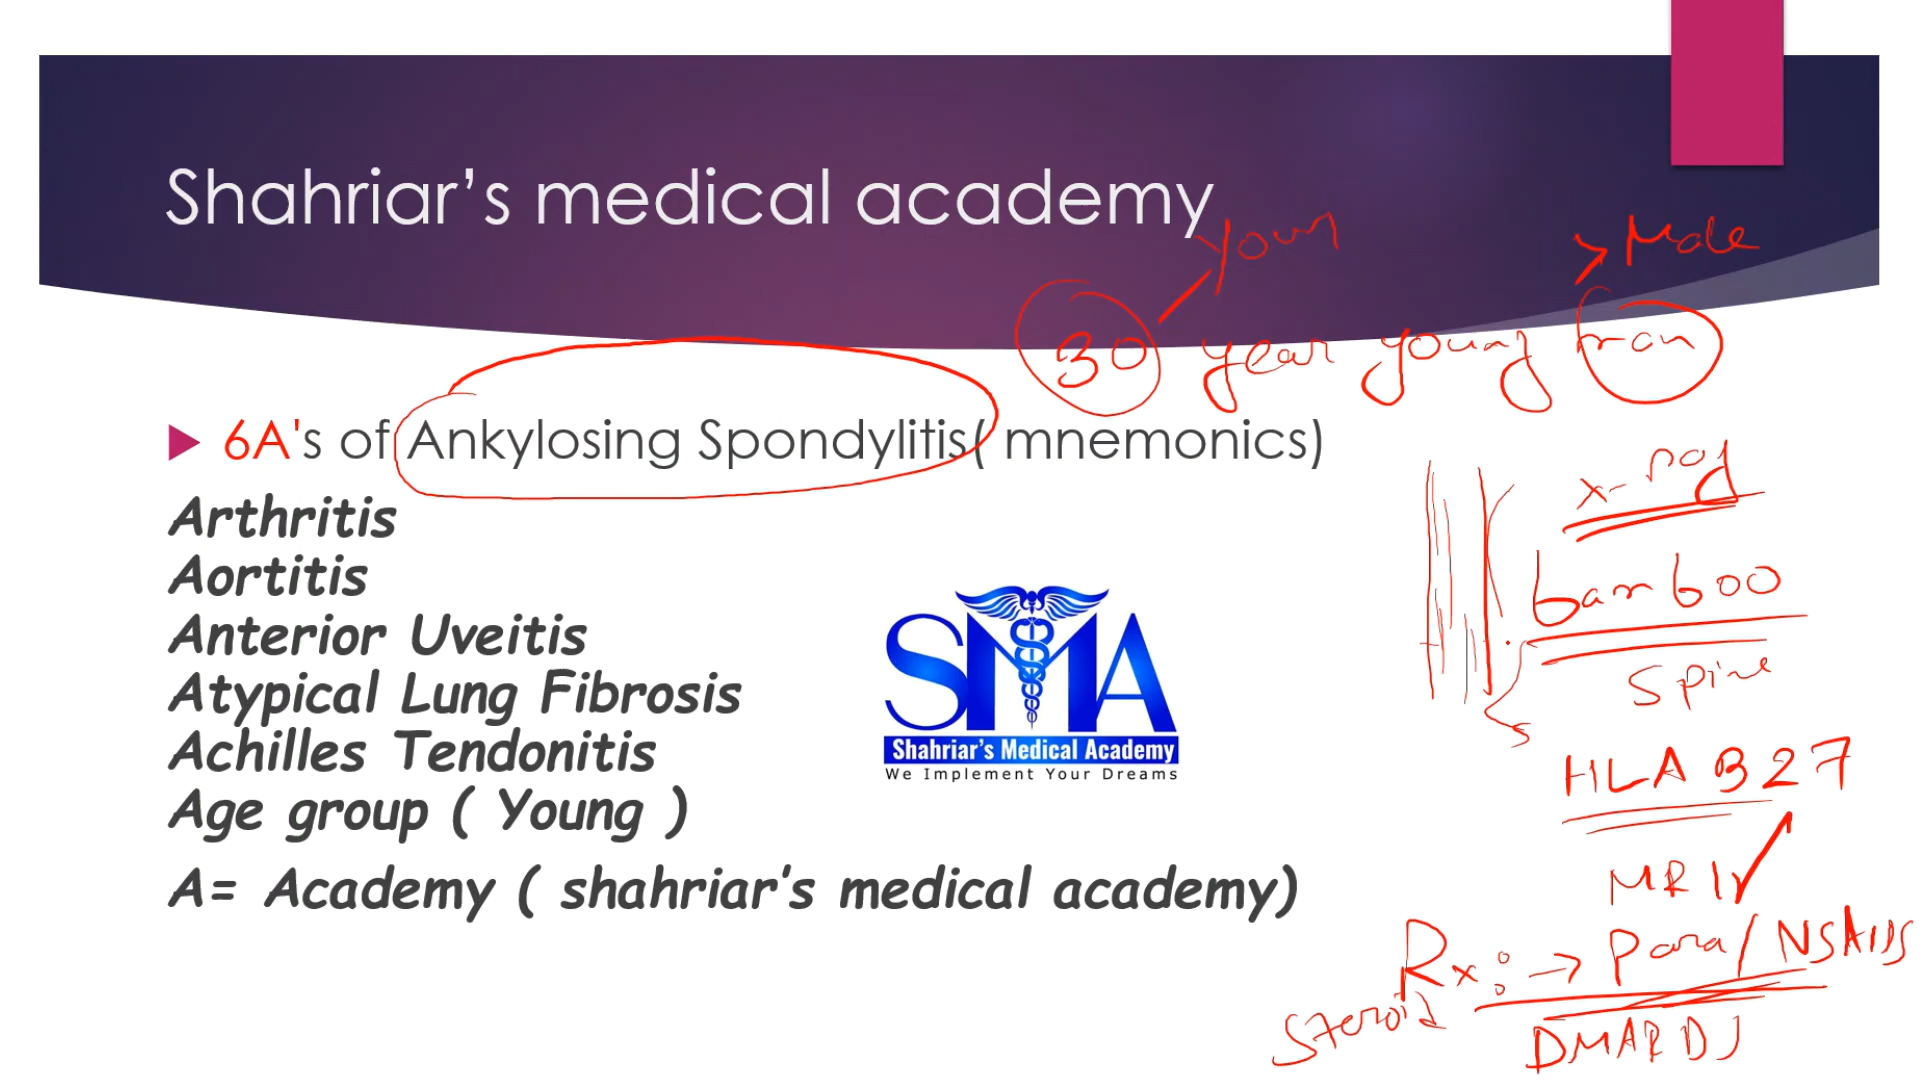 Shahriar's medical academy
Youn
> Male
30 year young man
6A's of Ankylosing Spondylitis( mnemonics)
Arthritis
Aortitis
Anterior Uveitis
Atypical Lung Fibrosis
Achilles Tendonitis
Age group ( Young )
A= Academy ( shahriar's medical academy)
SMA
Shahriar's Medical Academy
We Implement Your Dreams
x-ray
bamboo
Spine
HLA B27
MRI
Rx: → Para/ NSAIDS
Steroid